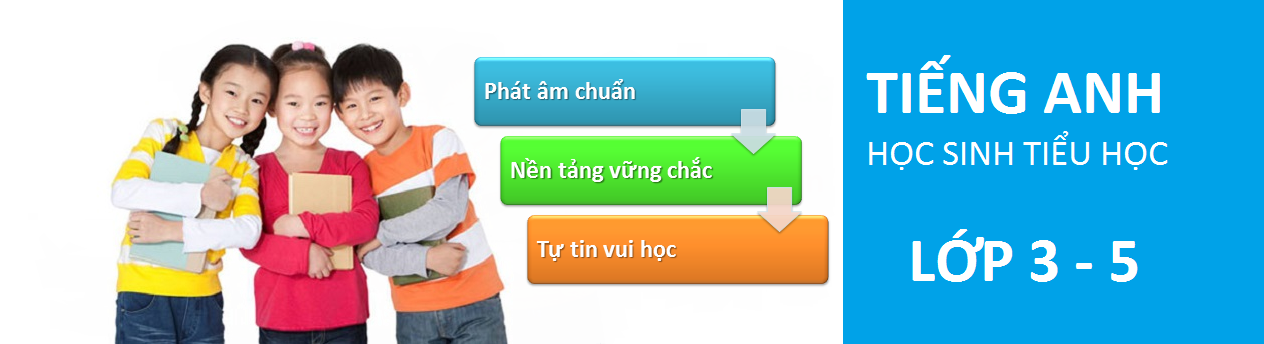 Phát âm chuẩn
Nền tảng vững chắc
Tự tin vui học
TIẾNG ANH
HỌC SINH TIỂU HỌC
LỚP 3 - 5